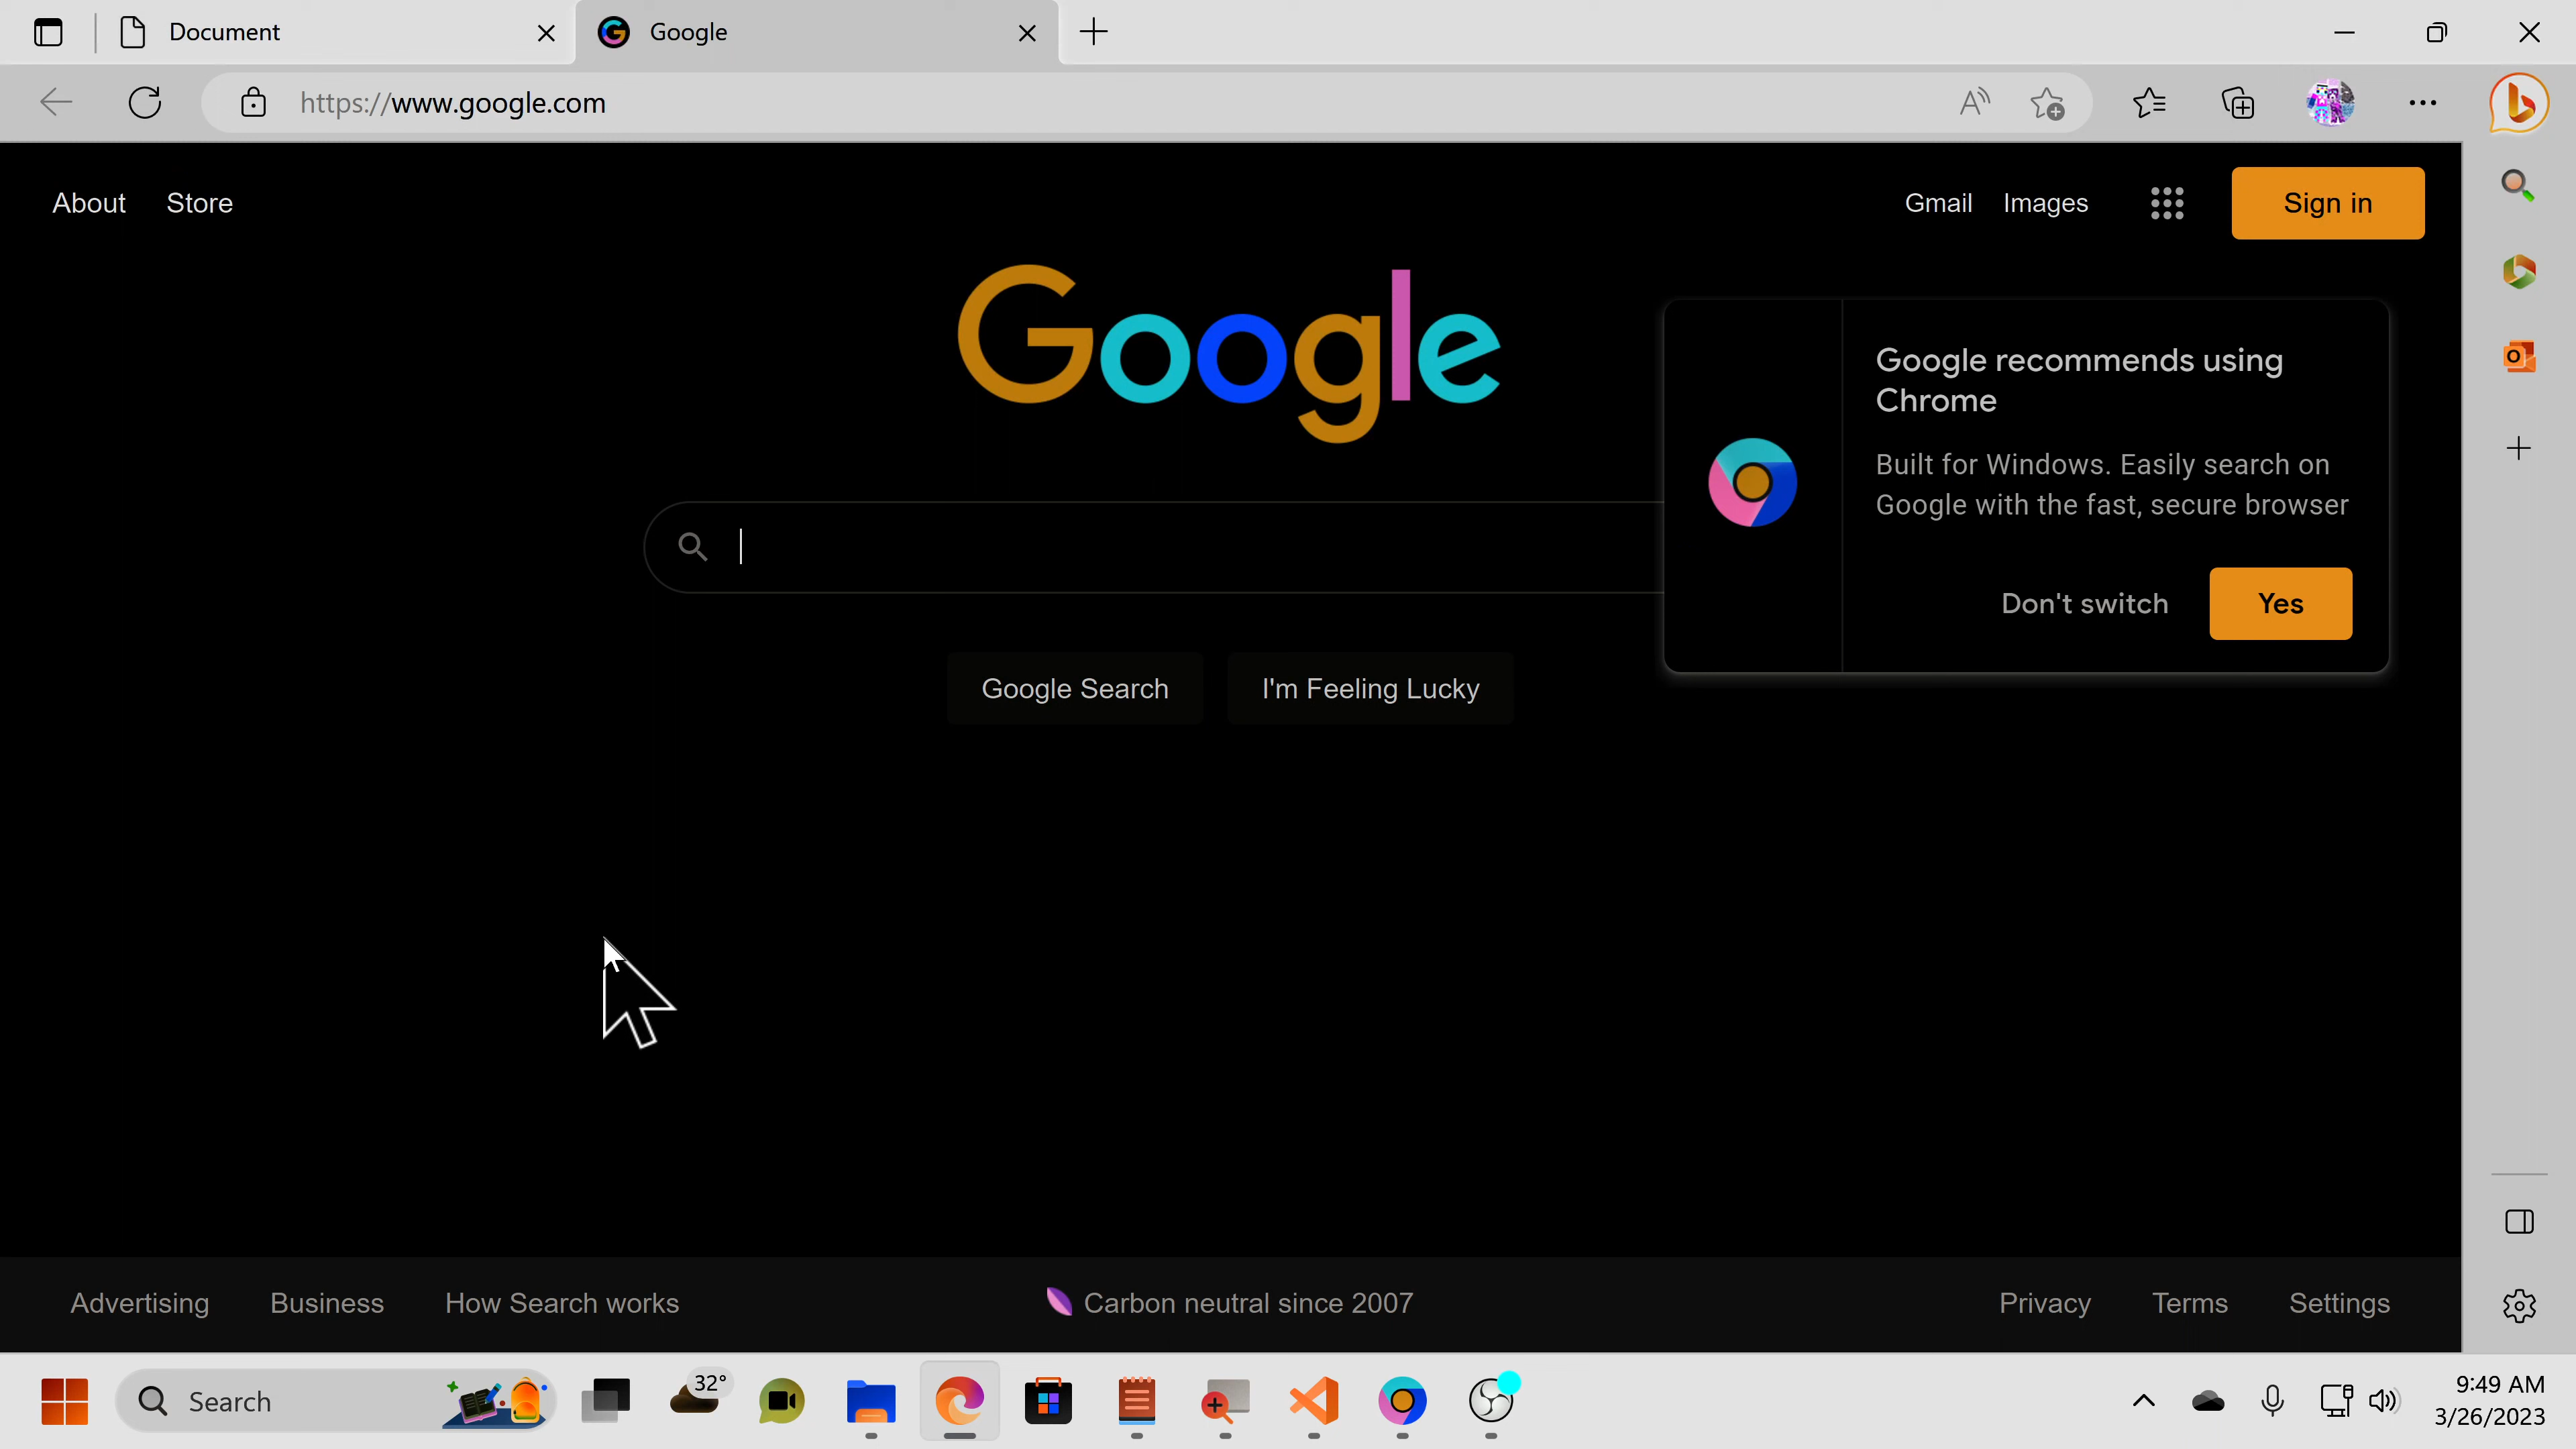 Document
Google
https://www.google.com
About Store
Gmail Images
Sign in
Google
Google recommends using
Chrome
Built for Windows. Easily search on
Google with the fast, secure browser
Don't switch Yes
Google Search I'm Feeling Lucky
Advertising Business How Search works
Carbon neutral since 2007
Privacy Terms Settings
Search
32°
9:49 AM
3/26/2023